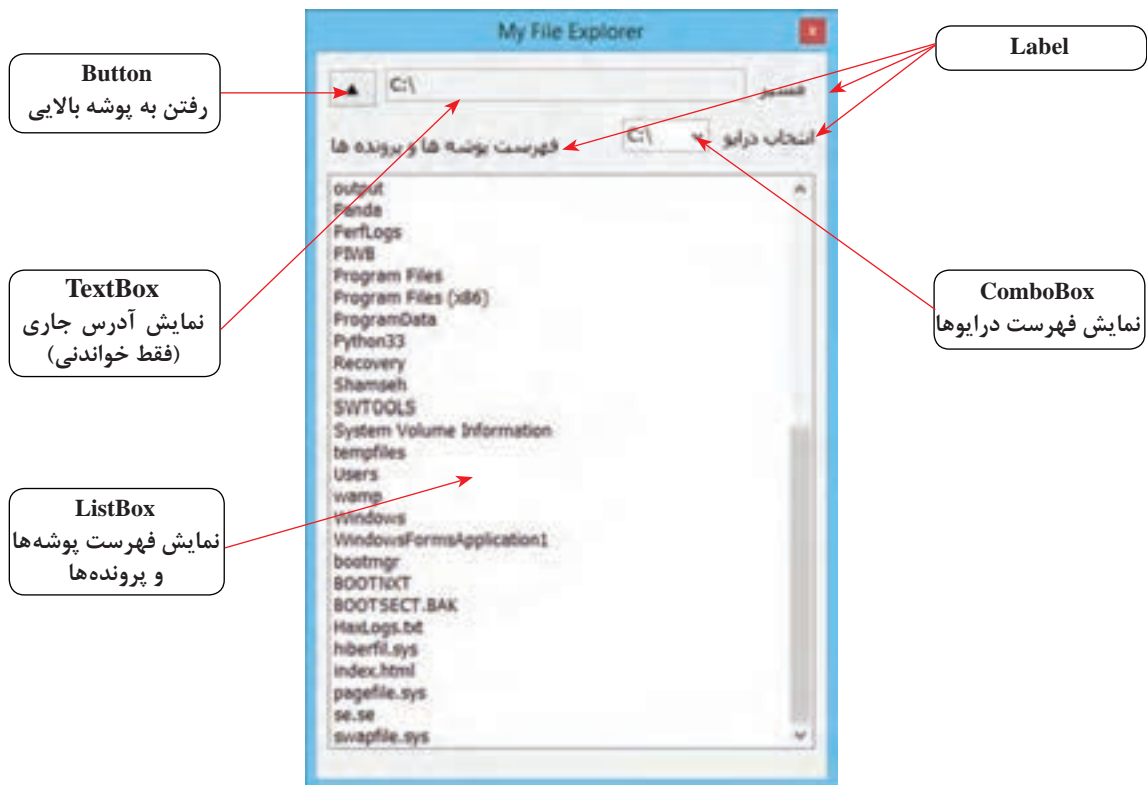 My File Explorer
x
Button
رفتن به پوشه بالایی
Label
▲
C:\
مسیر
انتخاب درایو
C:\
فهرست پوشه ها و پرونده ها
TextBox
نمایش آدرس جاری
(فقط خواندنی)
ComboBox
نمایش فهرست درایوها
ListBox
نمایش فهرست پوشه‌ها
و پرونده‌ها
output
Panda
PerfLogs
PIWB
Program Files
Program Files (x86)
ProgramData
Python33
Recovery
Shamseh
SWTOOLS
System Volume Information
tempfiles
Users
wamp
Windows
WindowsFormsApplication1
bootmgr
BOOTNXT
BOOTSECT.BAK
HaxLogs.txt
hiberfil.sys
index.html
pagefile.sys
se.se
swapfile.sys